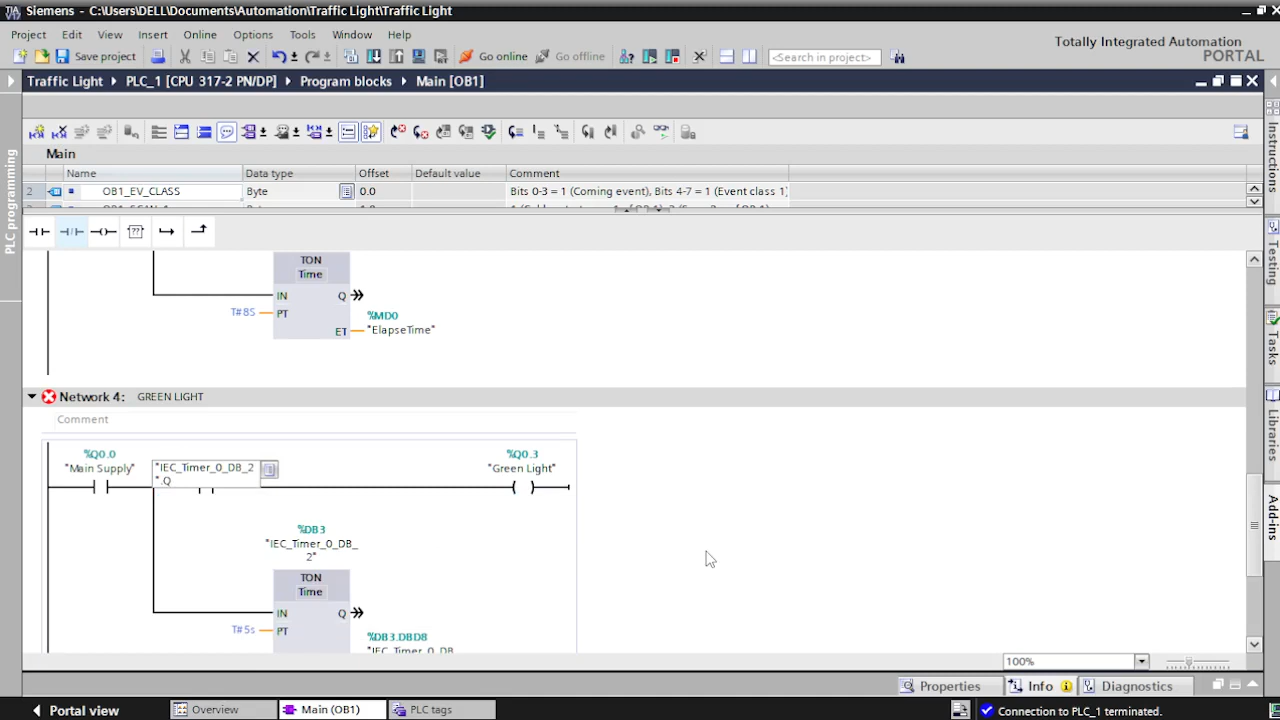 Siemens - C:\Users\DELL\Documents\Automation\Traffic Light\Traffic Light
Project Edit View Insert Online Options Tools Window Help
Totally Integrated Automation
PORTAL
Save project
Go online
Go offline
<Search in project>
Traffic Light PLC_1 [CPU 317-2 PN/DP] Program blocks Main [OB1]
Main
Name Data type Offset Default value Comment
2 OB1_EV_CLASS Byte 0.0 Bits 0-3 = 1 (Coming event), Bits 4-7 = 1 (Event class 1)
TON
Time
IN Q
T#8S PT
%MD0
ET "ElapseTime"
Network 4: GREEN LIGHT
Comment
%Q0.0
"Main Supply"
"IEC_Timer_0_DB_2
".Q
%Q0.3
"Green Light"
%DB3
"IEC_Timer_0_DB_
2"
TON
Time
IN Q
T#5s PT
%DB3.DBD8
"IEC_Timer_0_DB_
100%
Properties Info Diagnostics
Portal view Overview Main (OB1) PLC tags
Connection to PLC_1 terminated.
PLC programming
Instructions
Testing
Tasks
Libraries
Add-ins